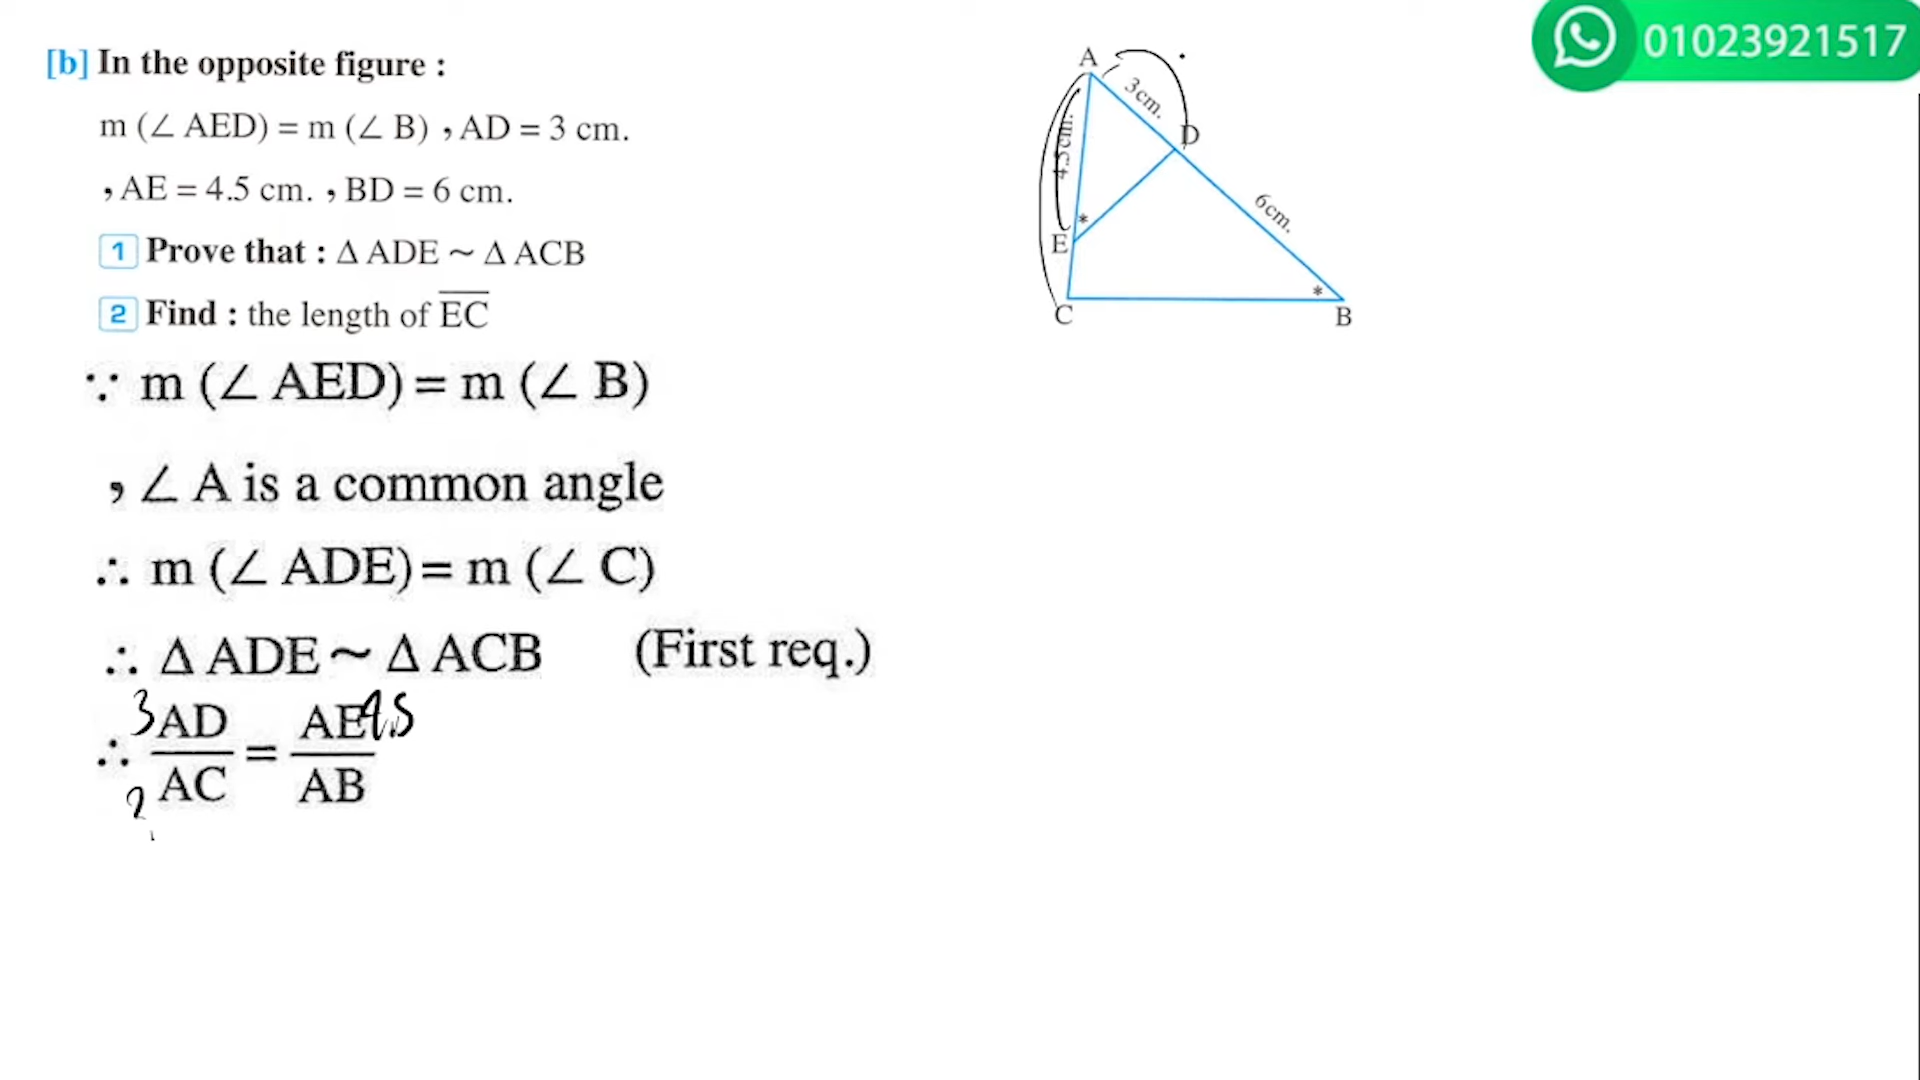 01023921517
[b] In the opposite figure :
m (∠ AED) = m (∠ B) , AD = 3 cm.
, AE = 4.5 cm. , BD = 6 cm.
1 Prove that : Δ ADE ~ Δ ACB
2 Find : the length of E̅C̅
A
3cm.
D
4.5cm.
6cm.
*
E
*
C
B
∵ m (∠ AED) = m (∠ B)
, ∠ A is a common angle
∴ m (∠ ADE) = m (∠ C)
∴ Δ ADE ~ Δ ACB (First req.)
3 AD AE 4.5
∴ =
? AC AB